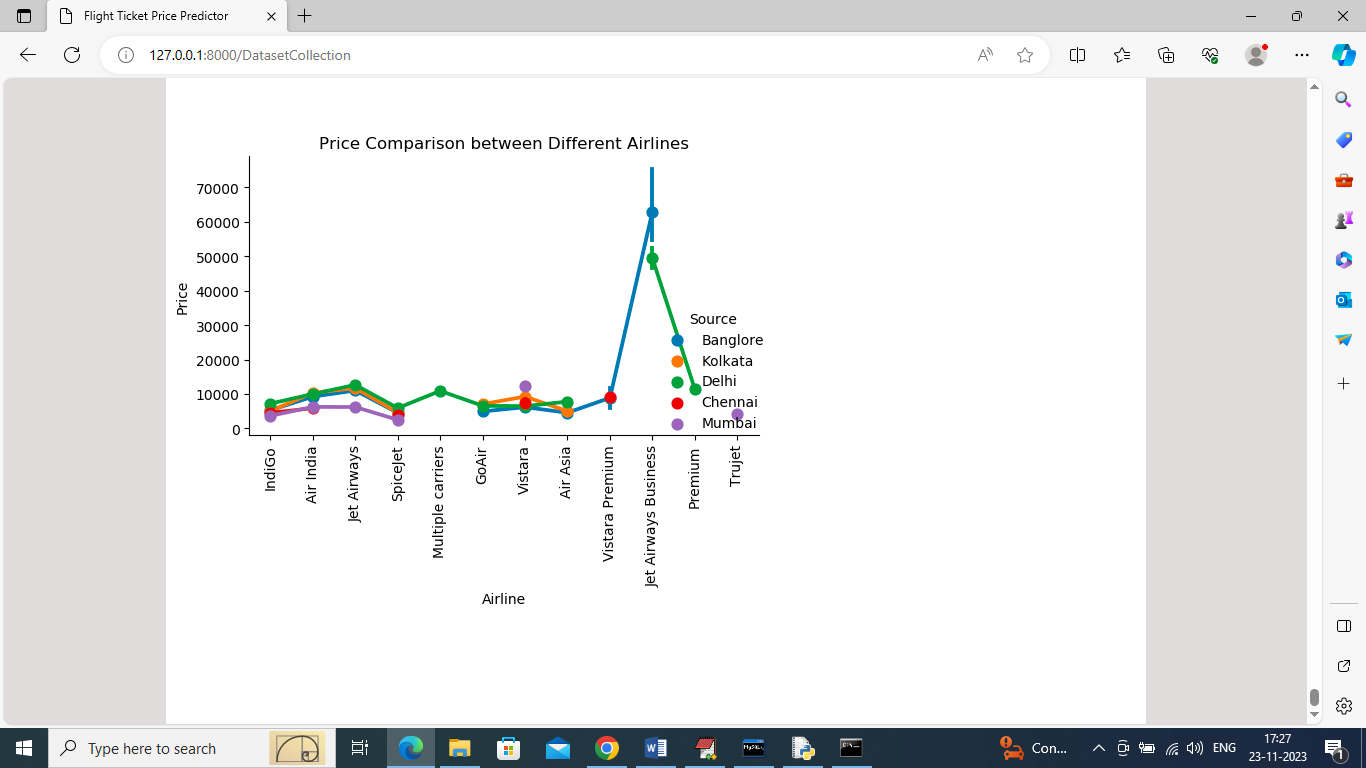 Flight Ticket Price Predictor
127.0.0.1:8000/DatasetCollection
Price Comparison between Different Airlines
70000
60000
50000
40000
30000
20000
10000
0
Price
Source
Banglore
Kolkata
Delhi
Chennai
Mumbai
IndiGo
Air India
Jet Airways
SpiceJet
Multiple carriers
GoAir
Vistara
Air Asia
Vistara Premium
Jet Airways Business
Premium
Trujet
Airline
Type here to search
Con...
ENG
17:27
23-11-2023
1